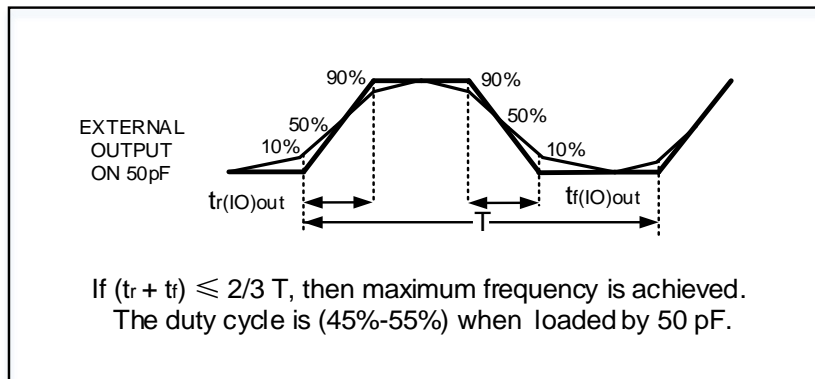 90%
90%
EXTERNAL
OUTPUT
ON 50pF
50%
50%
10%
10%
tr(IO)out
tf(IO)out
T
If (tr + tf) ≤ 2/3 T, then maximum frequency is achieved.
The duty cycle is (45%-55%) when loaded by 50 pF.